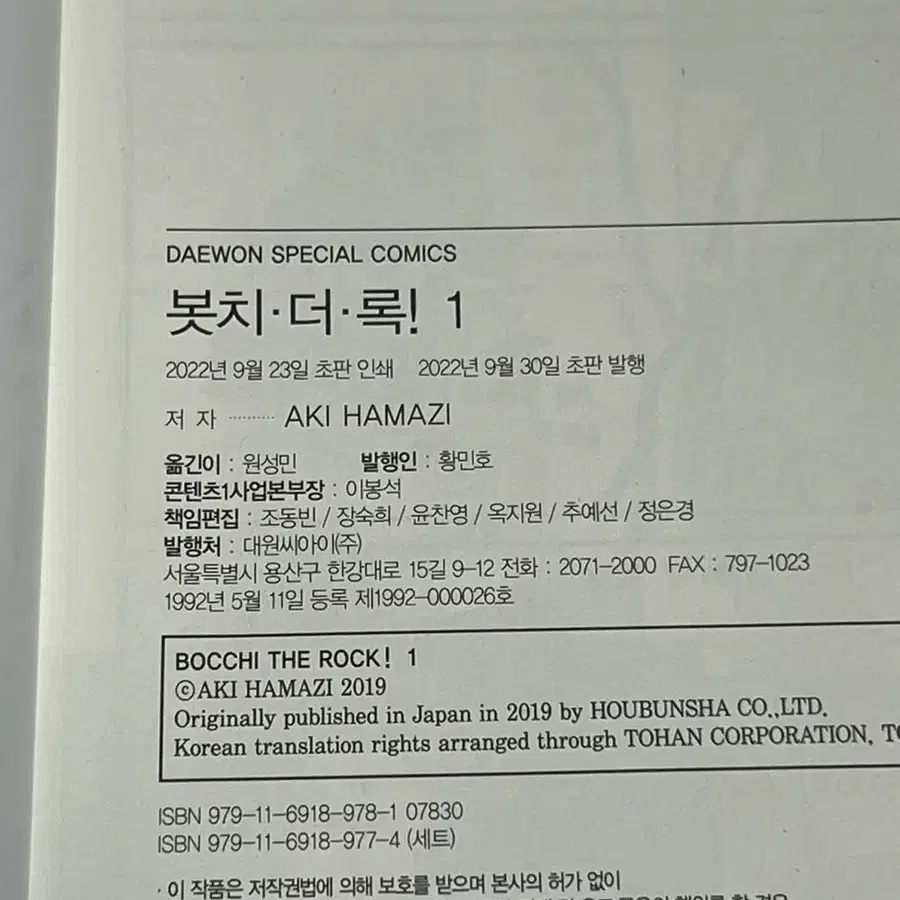 DAEWON SPECIAL COMICS
봇치·더·록! 1
2022년 9월 23일 초판 인쇄 2022년 9월 30일 초판 발행
저 자 ·········· AKI HAMAZI
옮긴이 : 원성민 발행인 : 황민호
콘텐츠1사업본부장 : 이봉석
책임편집 : 조동빈 / 장숙희 / 윤찬영 / 옥지원 / 추예선 / 정은경
발행처 : 대원씨아이(주)
서울특별시 용산구 한강대로 15길 9-12 전화 : 2071-2000 FAX : 797-1023
1992년 5월 11일 등록 제1992-000026호
BOCCHI THE ROCK! 1
©AKI HAMAZI 2019
Originally published in Japan in 2019 by HOUBUNSHA CO.,LTD.
Korean translation rights arranged through TOHAN CORPORATION,
ISBN 979-11-6918-978-1 07830
ISBN 979-11-6918-977-4 (세트)
· 이 작품은 저작권법에 의해 보호를 받으며 본사의 허가 없이